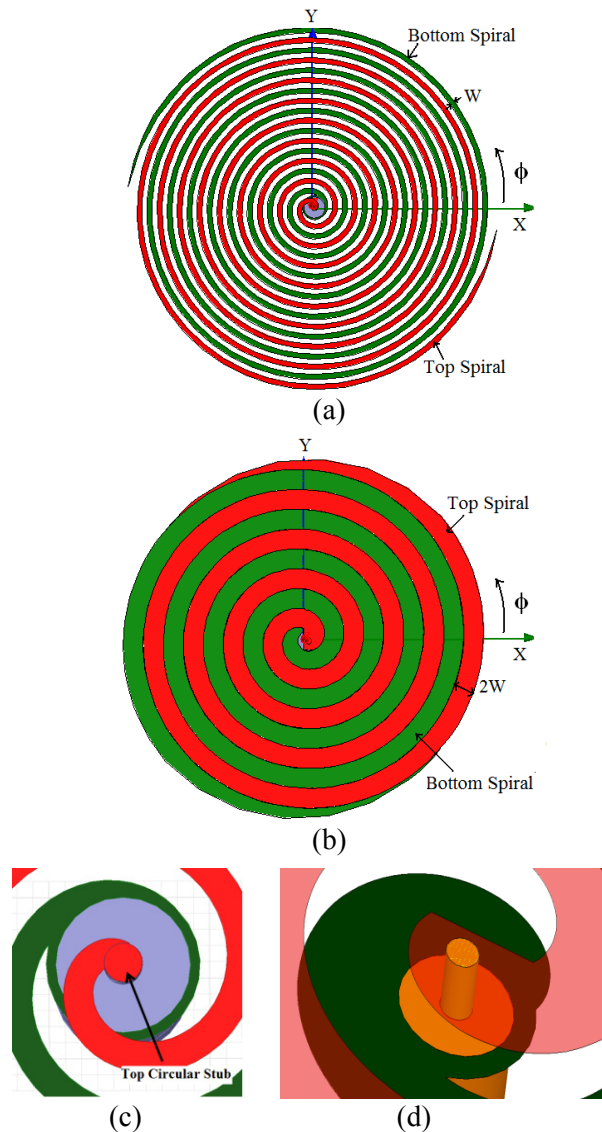 Y
Bottom Spiral
W
ϕ
X
Top Spiral
(a)
Y
Top Spiral
ϕ
X
2W
Bottom Spiral
(b)
Top Circular Stub
(c)
(d)